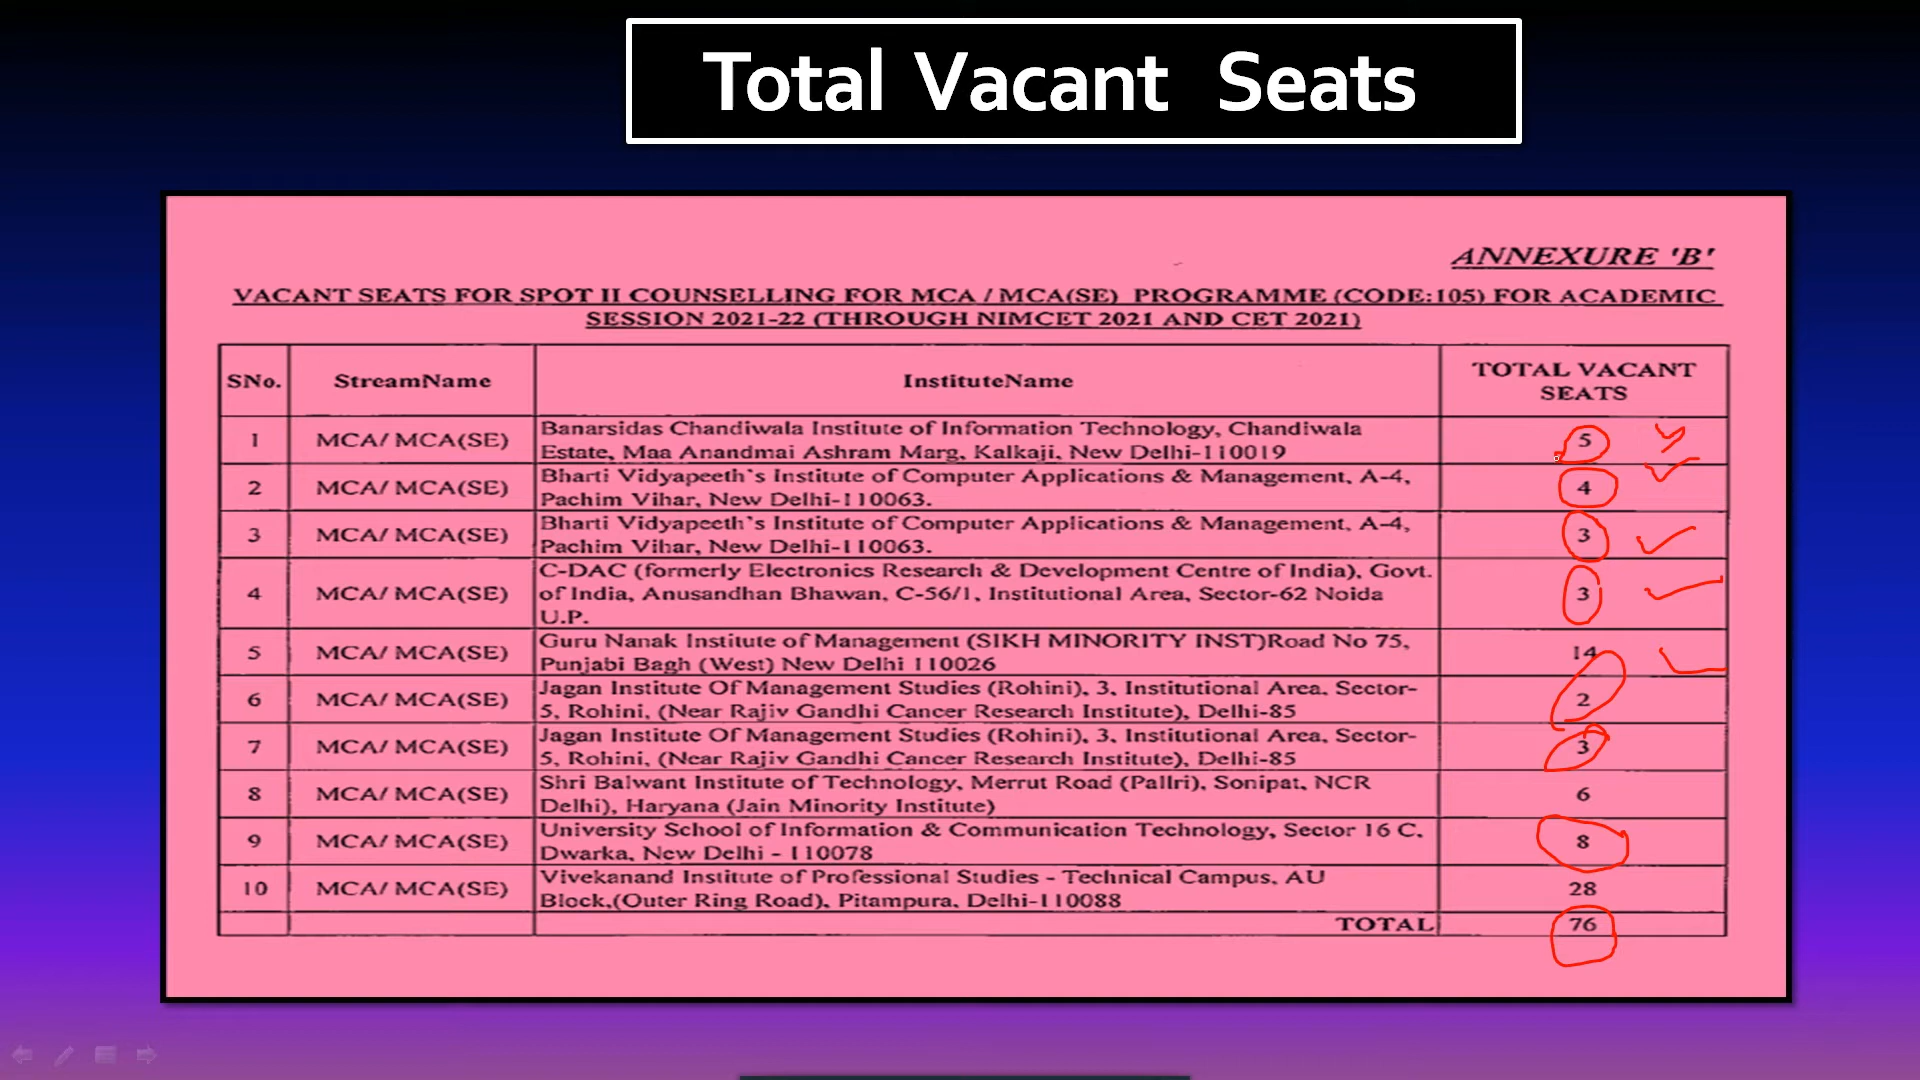 Total Vacant Seats
ANNEXURE 'B'
VACANT SEATS FOR SPOT II COUNSELLING FOR MCA / MCA(SE) PROGRAMME (CODE:105) FOR ACADEMIC
SESSION 2021-22 (THROUGH NIMCET 2021 AND CET 2021)
SNo. StreamName InstituteName TOTAL VACANT
SEATS
1 MCA/ MCA(SE) Banarsidas Chandiwala Institute of Information Technology, Chandiwala
Estate, Maa Anandmai Ashram Marg, Kalkaji, New Delhi-110019 5
2 MCA/ MCA(SE) Bharti Vidyapeeth's Institute of Computer Applications & Management, A-4,
Pachim Vihar, New Delhi-110063. 4
3 MCA/ MCA(SE) Bharti Vidyapeeth's Institute of Computer Applications & Management, A-4,
Pachim Vihar, New Delhi-110063. 3
4 MCA/ MCA(SE) C-DAC (formerly Electronics Research & Development Centre of India), Govt.
of India, Anusandhan Bhawan, C-56/1, Institutional Area, Sector-62 Noida 3
U.P.
5 MCA/ MCA(SE) Guru Nanak Institute of Management (SIKH MINORITY INST)Road No 75,
Punjabi Bagh (West) New Delhi 110026 14
6 MCA/ MCA(SE) Jagan Institute Of Management Studies (Rohini), 3, Institutional Area, Sector-
5, Rohini, (Near Rajiv Gandhi Cancer Research Institute), Delhi-85 2
7 MCA/ MCA(SE) Jagan Institute Of Management Studies (Rohini), 3, Institutional Area, Sector-
5, Rohini, (Near Rajiv Gandhi Cancer Research Institute), Delhi-85 3
8 MCA/ MCA(SE) Shri Balwant Institute of Technology, Merrut Road (Pallri), Sonipat, NCR
Delhi), Haryana (Jain Minority Institute) 6
9 MCA/ MCA(SE) University School of Information & Communication Technology, Sector 16 C,
Dwarka, New Delhi - 110078 8
10 MCA/ MCA(SE) Vivekanand Institute of Professional Studies - Technical Campus, AU
Block,(Outer Ring Road), Pitampura, Delhi-110088 28
TOTAL 76